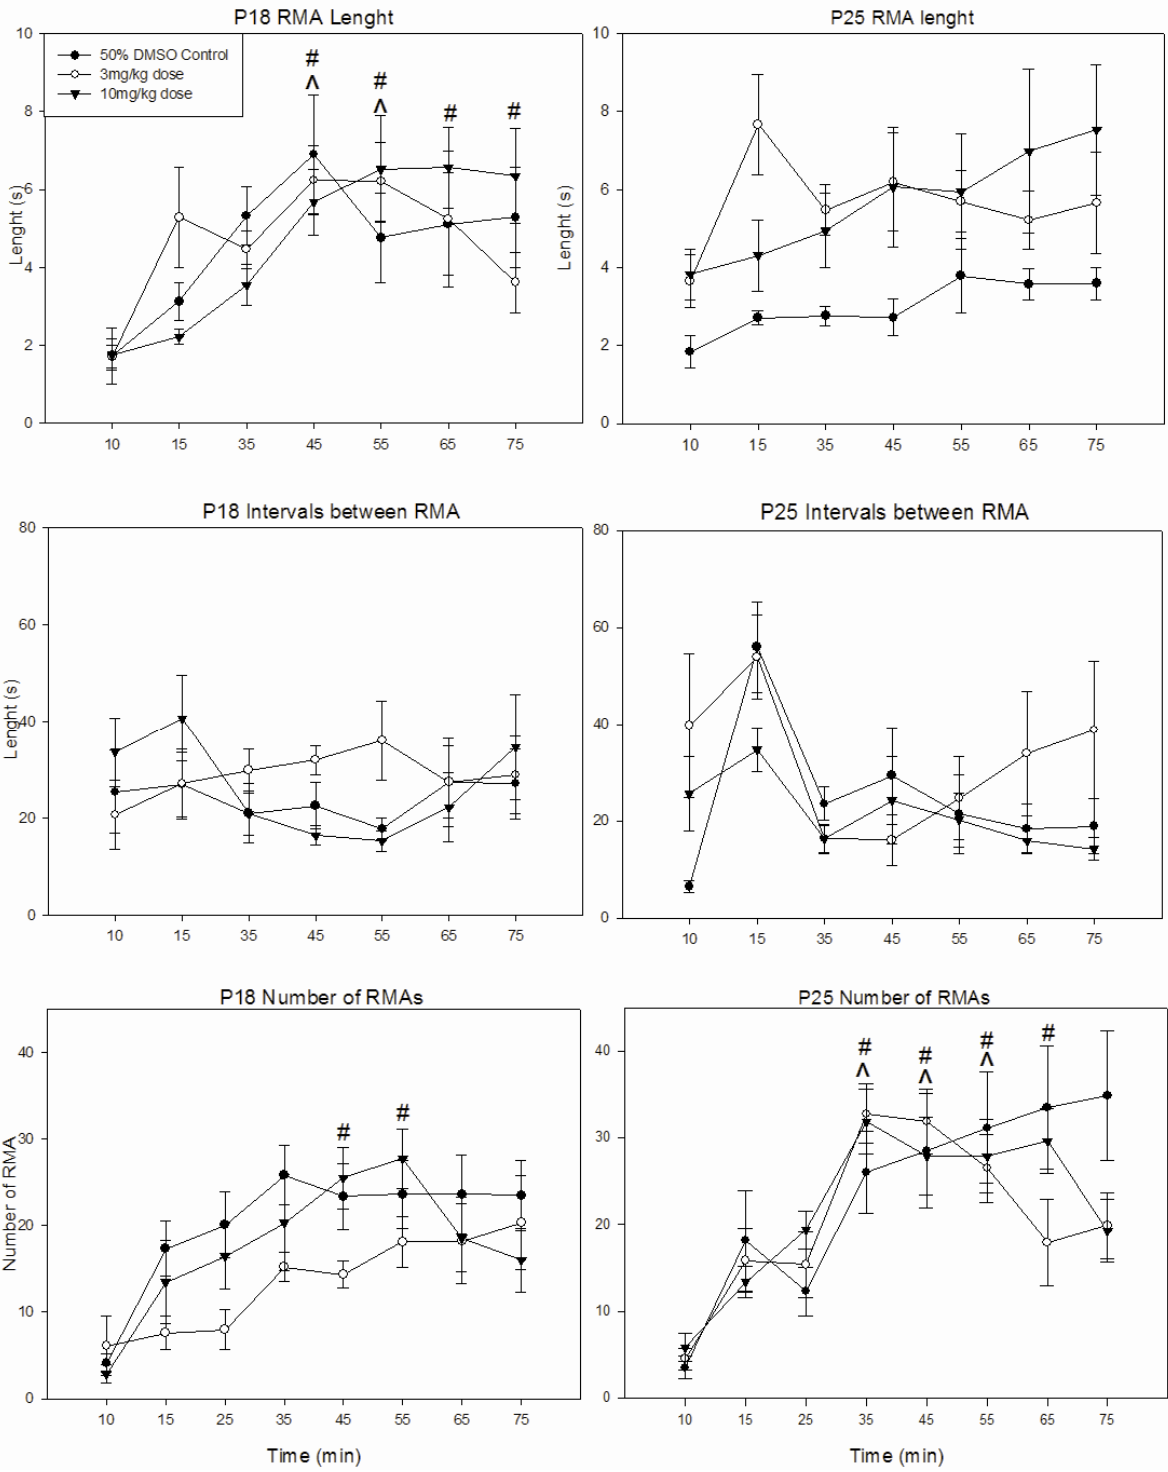 P18 RMA Lenght
P25 RMA lenght
50% DMSO Control
3mg/kg dose
10mg/kg dose
# # # #
^ ^
10
8
6
4
2
0
Lenght (s)
10 15 35 45 55 65 75
10
8
6
4
2
0
Lenght (s)
10 15 35 45 55 65 75
P18 Intervals between RMA
P25 Intervals between RMA
80
60
40
20
0
Lenght (s)
10 15 35 45 55 65 75
80
60
40
20
0
10 15 35 45 55 65 75
P18 Number of RMAs
P25 Number of RMAs
# #
40
30
20
10
0
Number of RMA
10 15 25 35 45 55 65 75
Time (min)
# # # #
^ ^ ^
40
30
20
10
0
10 15 25 35 45 55 65 75
Time (min)